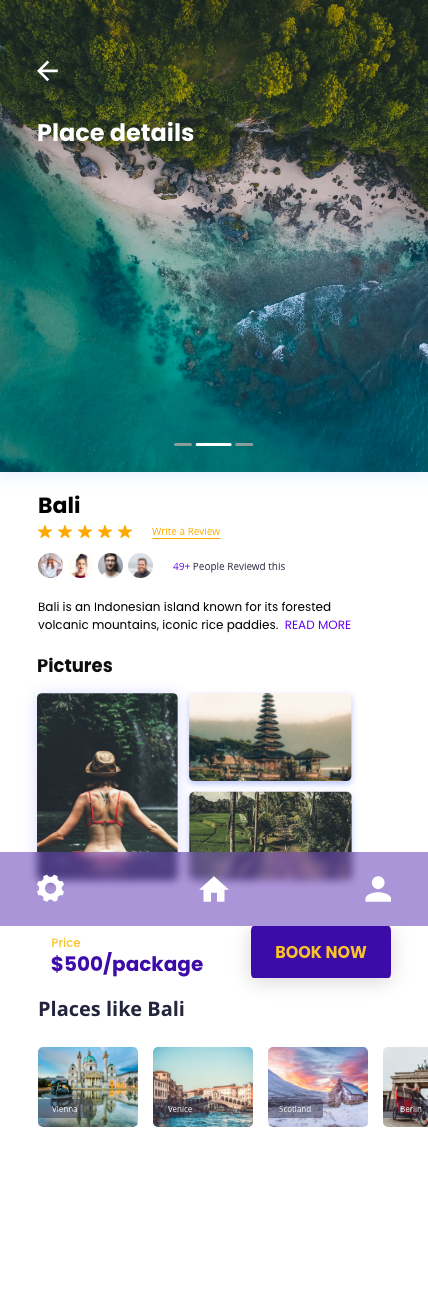 Place details
Bali
Write a Review
49+ People Reviewd this
Bali is an Indonesian island known for its forested
volcanic mountains, iconic rice paddies. READ MORE
Pictures
Price
$500/package
BOOK NOW
Places like Bali
Vienna
Venice
Scotland
Berlin